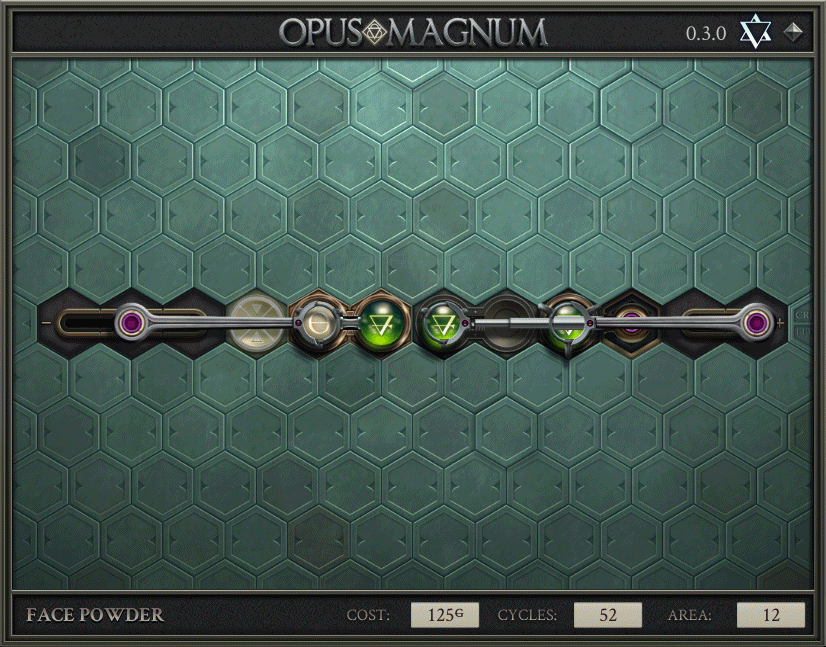 OPUS MAGNUM
0.3.0
FACE POWDER
COST: 125G
CYCLES: 52
AREA: 12